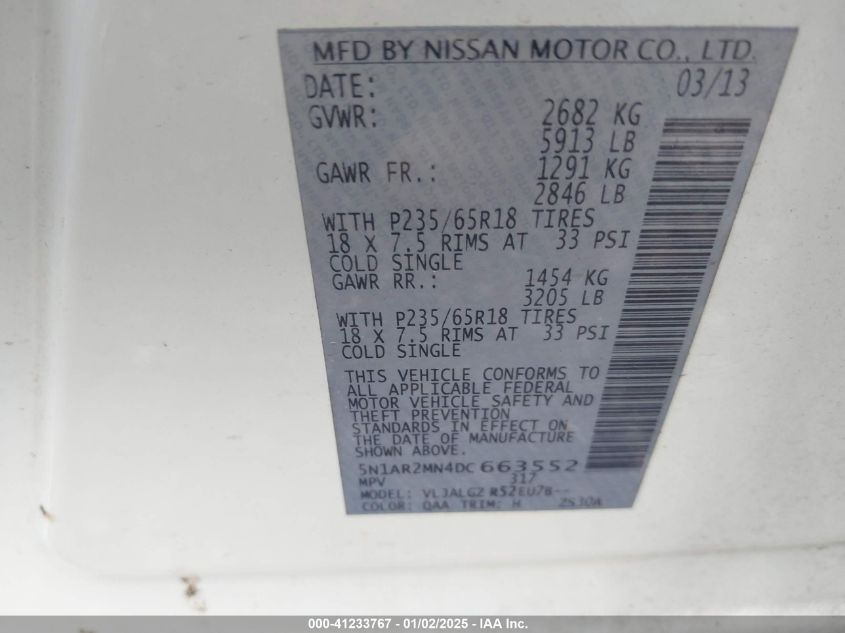 MFD BY NISSAN MOTOR CO., LTD.
DATE: 03/13
GVWR: 2682 KG
5913 LB
GAWR FR.: 1291 KG
2846 LB
WITH P235/65R18 TIRES
18 X 7.5 RIMS AT 33 PSI
COLD SINGLE
GAWR RR.: 1454 KG
3205 LB
WITH P235/65R18 TIRES
18 X 7.5 RIMS AT 33 PSI
COLD SINGLE
THIS VEHICLE CONFORMS TO
ALL APPLICABLE FEDERAL
MOTOR VEHICLE SAFETY AND
THEFT PREVENTION
STANDARDS IN EFFECT ON
THE DATE OF MANUFACTURE
SHOWN ABOVE.
5N1AR2MN4DC663552
MPV 317
MODEL: R52EU7B--
COLOR: QAA TRIM: H
000-41233767 — 01/02/2025 — IAA Inc.